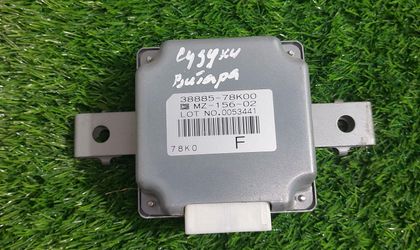 Сузуки
Витара
38885-78K00
MZ-156-02
LOT NO.0053441
78K0
F